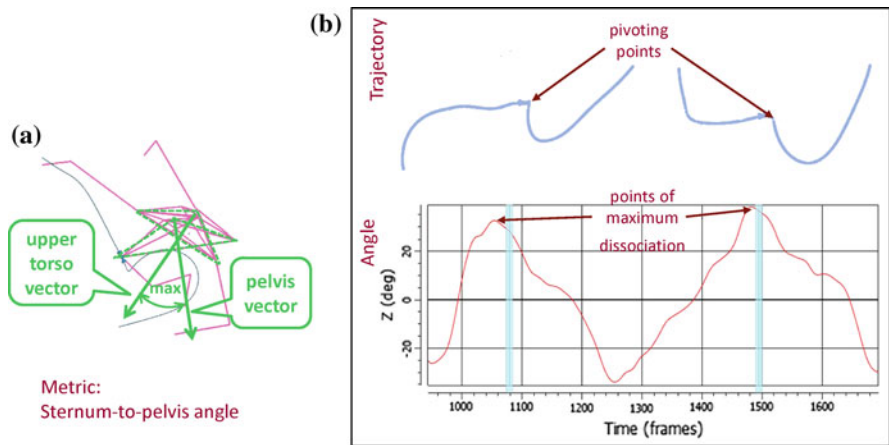 (a)
upper
torso
vector
max
pelvis
vector
Metric:
Sternum-to-pelvis angle
(b)
Trajectory
pivoting
points
Angle
points of
maximum
dissociation
Z (deg)
20
0
-20
1000 1100 1200 1300 1400 1500 1600
Time (frames)